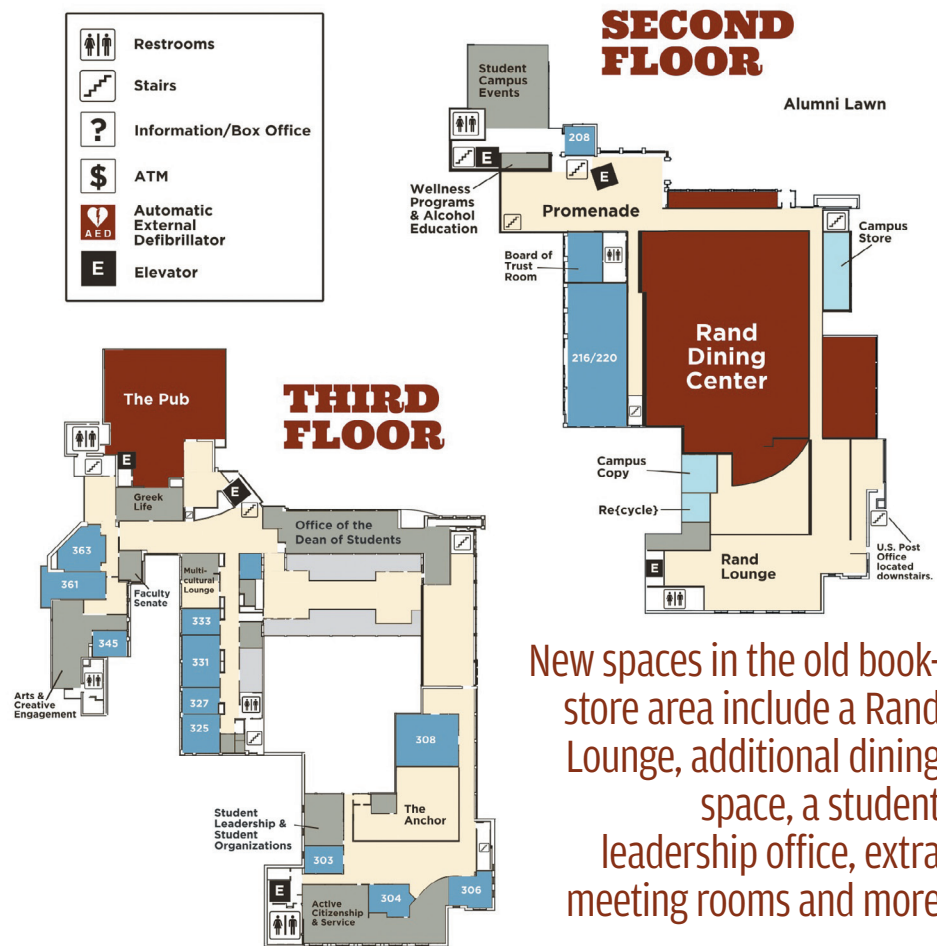 Restrooms
Stairs
?
Information/Box Office
$
ATM
AED
Automatic
External
Defibrillator
E
Elevator
SECOND
FLOOR
Alumni Lawn
Student
Campus
Events
208
E
E
Wellness
Programs
& Alcohol
Education
Promenade
Campus
Store
Board of
Trust
Room
216/220
Rand
Dining
Center
Campus
Copy
Re{cycle}
E
Rand
Lounge
U.S. Post
Office
located
downstairs.
THIRD
FLOOR
The Pub
E
E
Greek
Life
Office of the
Dean of Students
363
361
Faculty
Senate
Multi-
cultural
Lounge
333
345
331
Arts &
Creative
Engagement
327
325
308
The
Anchor
Student
Leadership &
Student
Organizations
303
E
Active
Citizenship
& Service
304
306
New spaces in the old book-
store area include a Rand
Lounge, additional dining
space, a student
leadership office, extra
meeting rooms and more